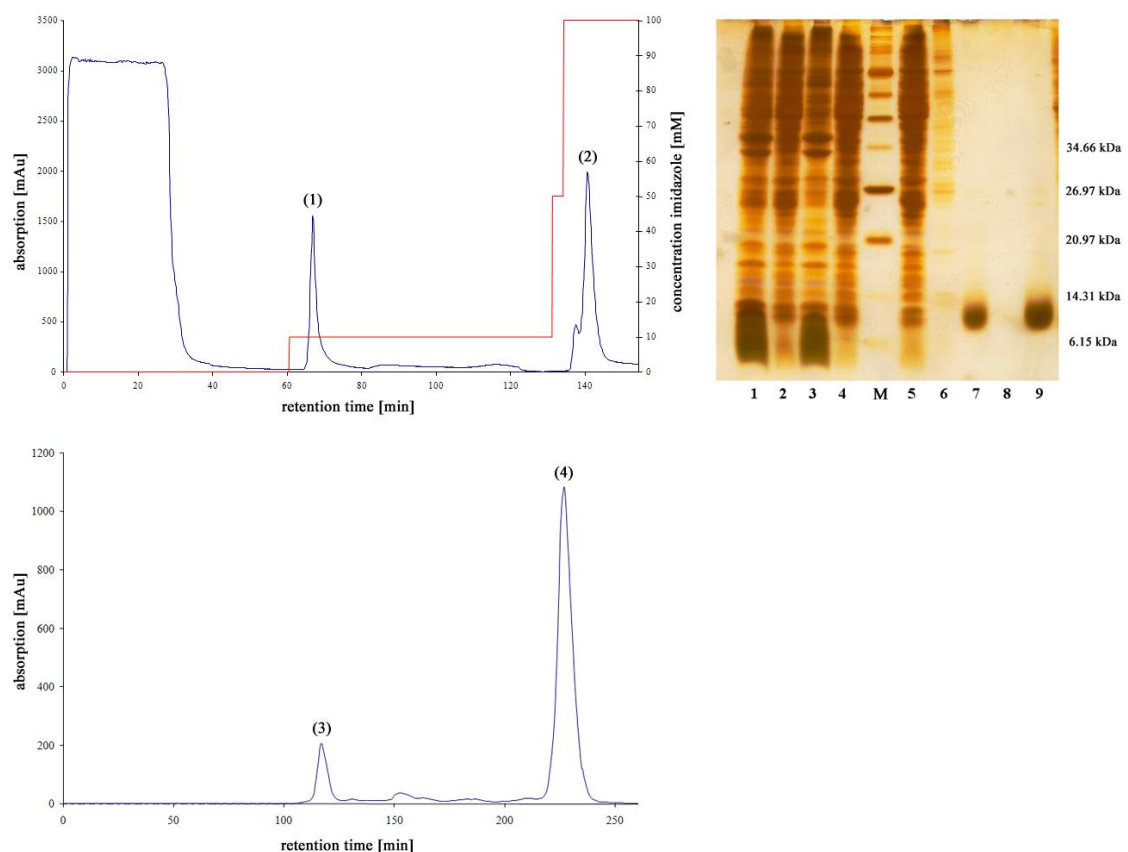 3500
3000
2500
2000
1500
1000
500
0
absorption [mAu]
0 20 40 60 80 100 120 140
retention time [min]
100
90
80
70
60
50
40
30
20
10
0
concentration imidazole [mM]
(1)
(2)
34.66 kDa
26.97 kDa
20.97 kDa
14.31 kDa
6.15 kDa
1 2 3 4 M 5 6 7 8 9
1200
1000
800
600
400
200
0
absorption [mAu]
(3)
(4)
0 50 100 150 200 250
retention time [min]